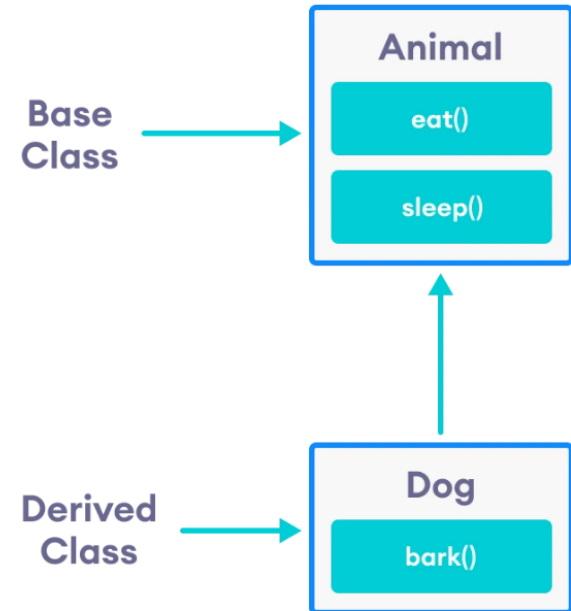 Animal
Base
Class
eat()
sleep()
Dog
Derived
Class
bark()